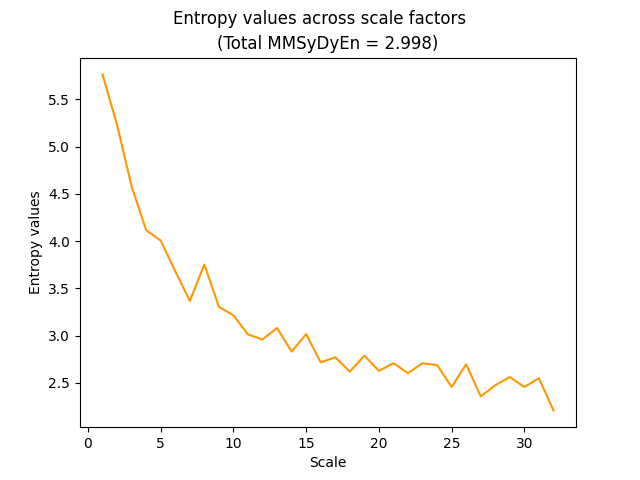 Entropy values across scale factors
(Total MMSyDyEn = 2.998)
5.5
5.0
4.5
4.0
3.5
3.0
2.5
Entropy values
0 5 10 15 20 25 30
Scale